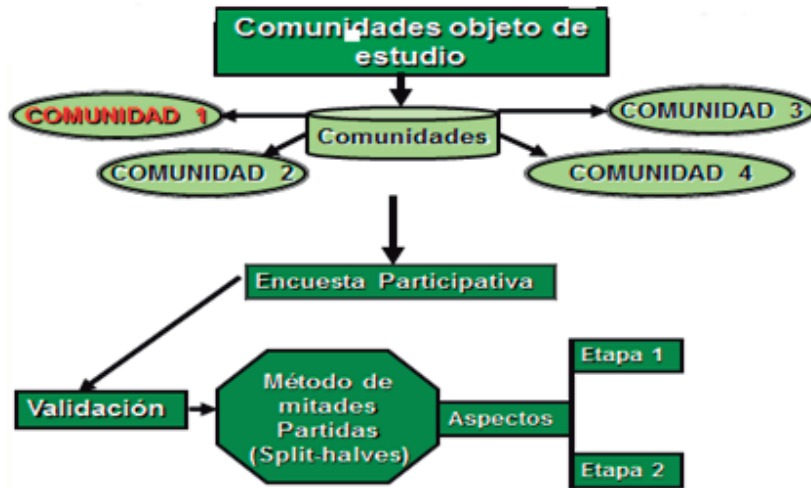 Comunidades objeto de
estudio
COMUNIDAD 1
COMUNIDAD 3
Comunidades
COMUNIDAD 2
COMUNIDAD 4
Encuesta Participativa
Etapa 1
Método de
mitades
Partidas
(Split-halves)
Validación
Aspectos
Etapa 2